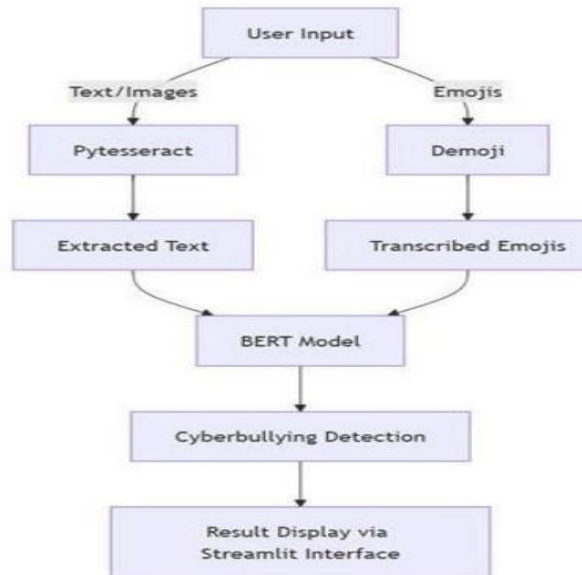 User Input
Text/Images
Emojis
Pytesseract
Demoji
Extracted Text
Transcribed Emojis
BERT Model
Cyberbullying Detection
Result Display via
Streamlit Interface